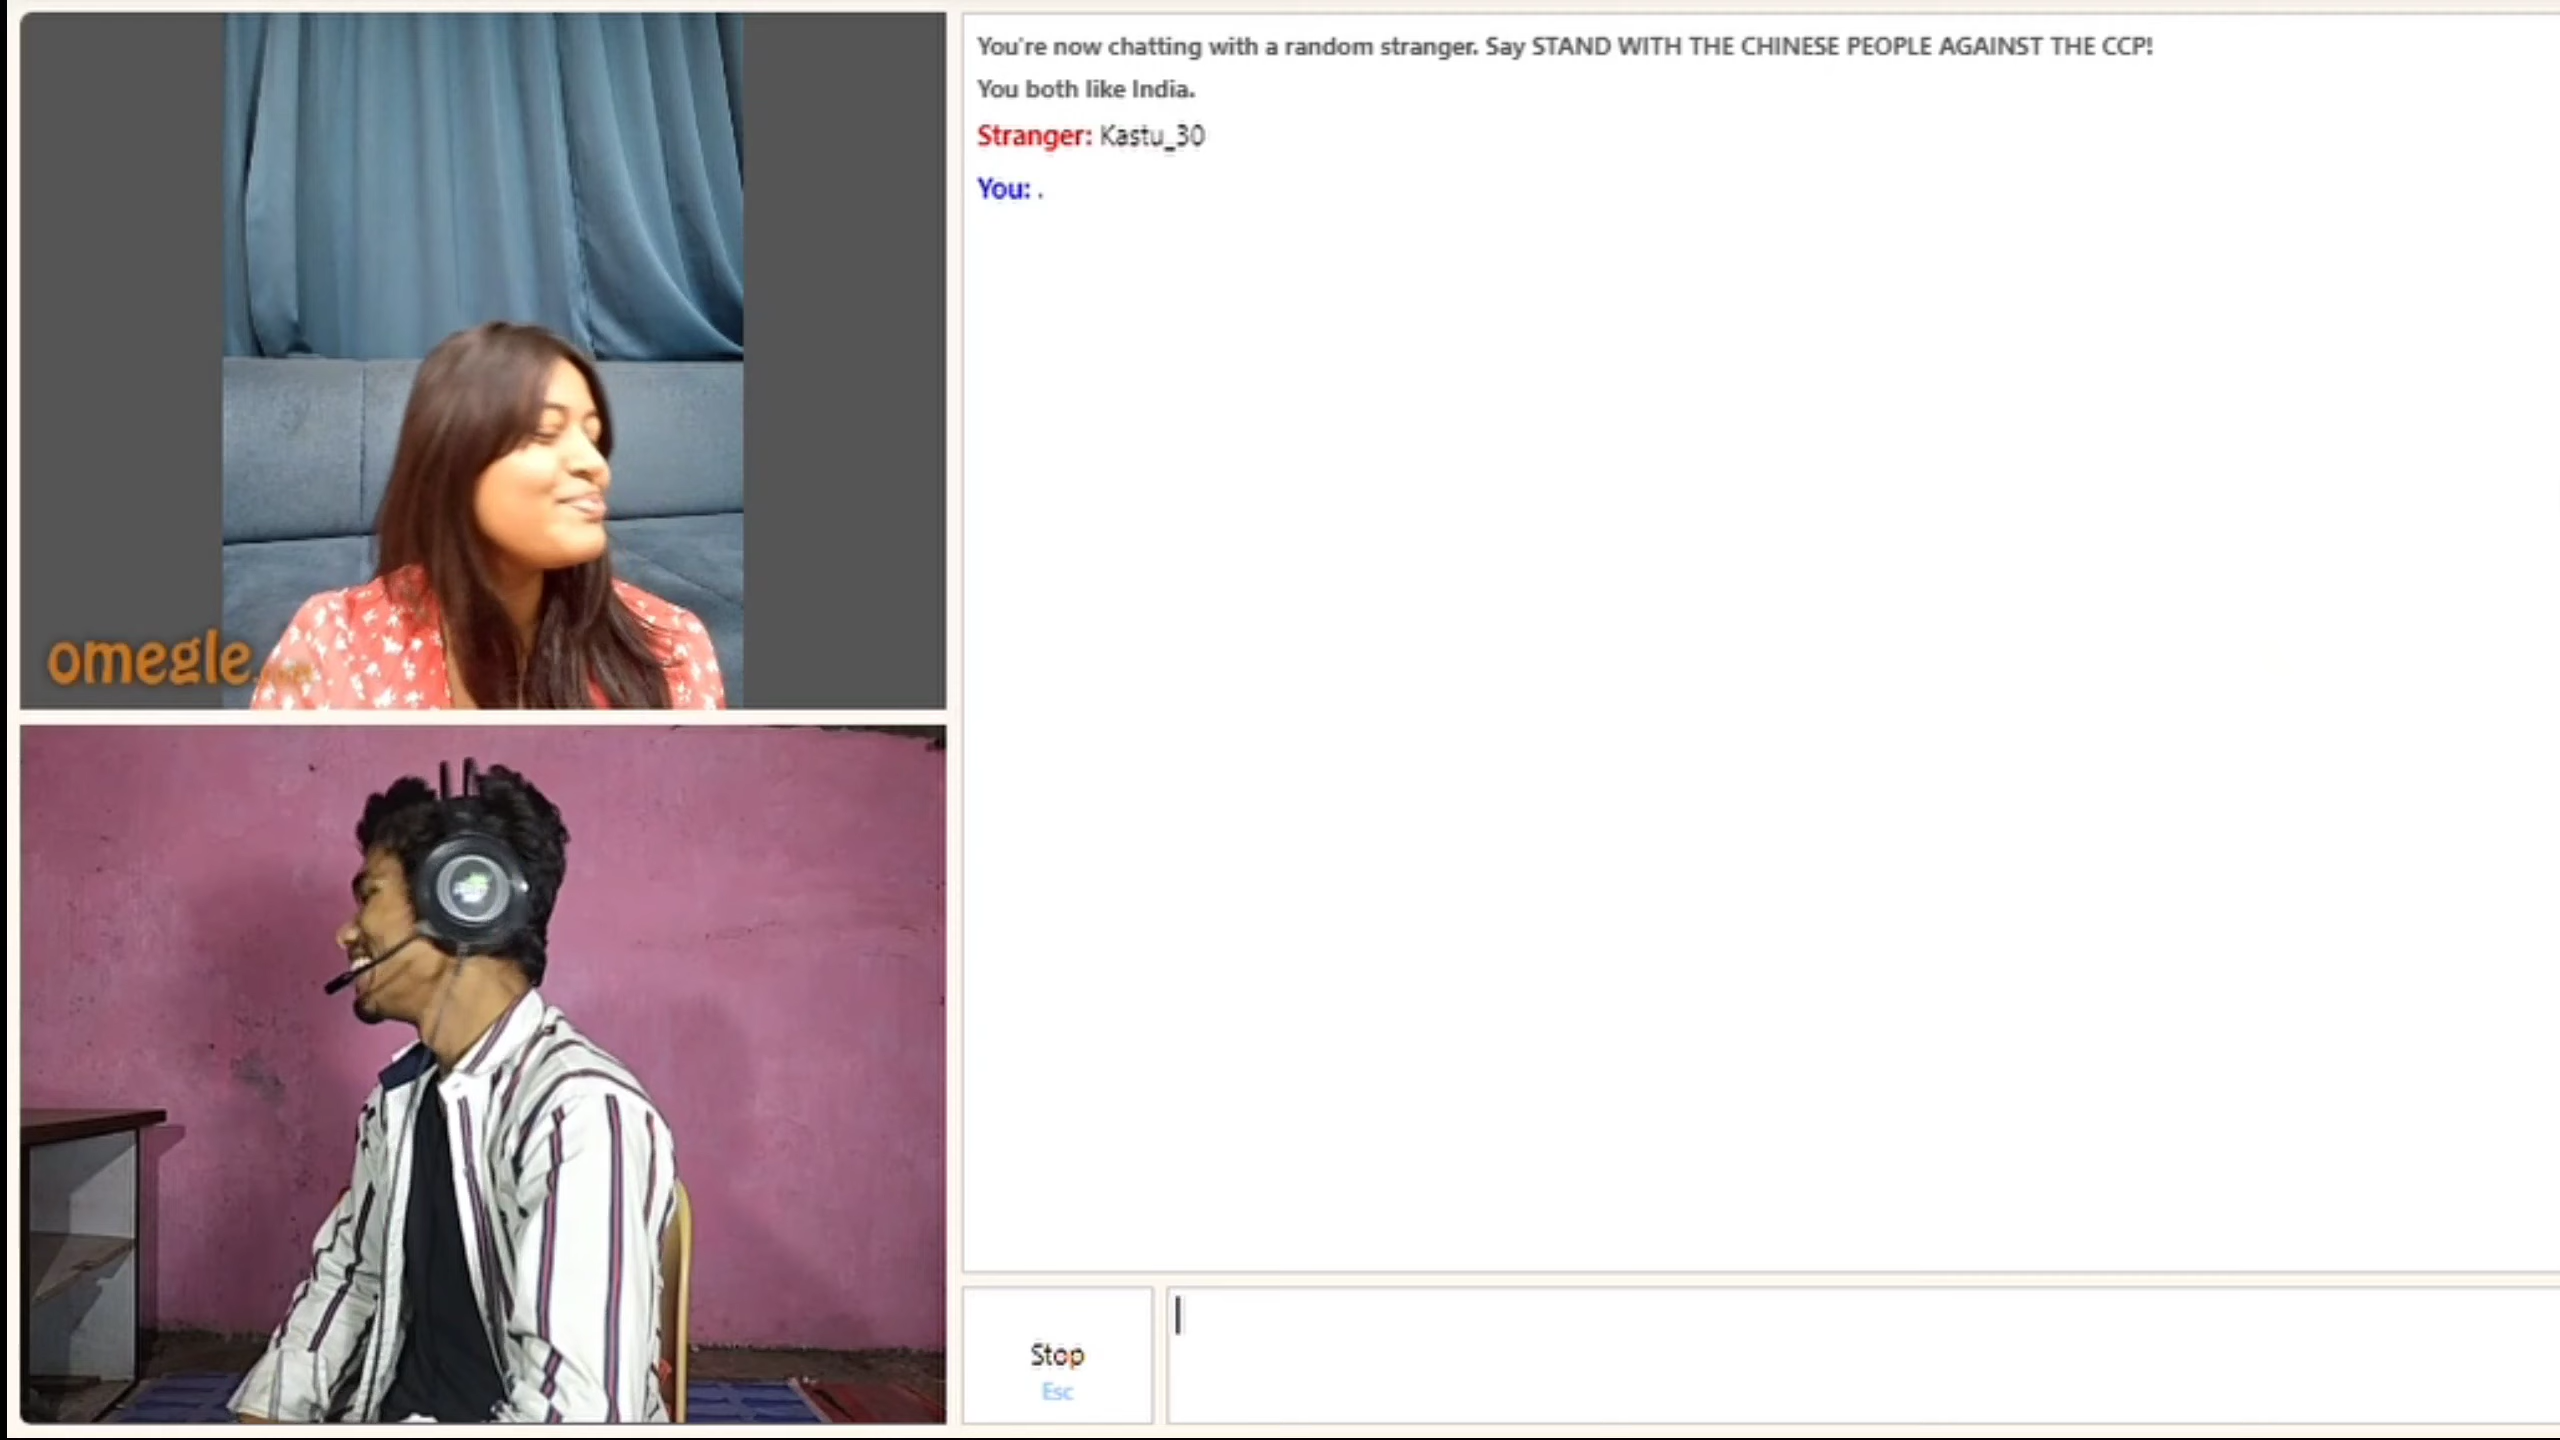 You're now chatting with a random stranger. Say STAND WITH THE CHINESE PEOPLE AGAINST THE CCP!
You both like India.
Stranger: Kastu_30
You: .
omegle
Stop
Esc